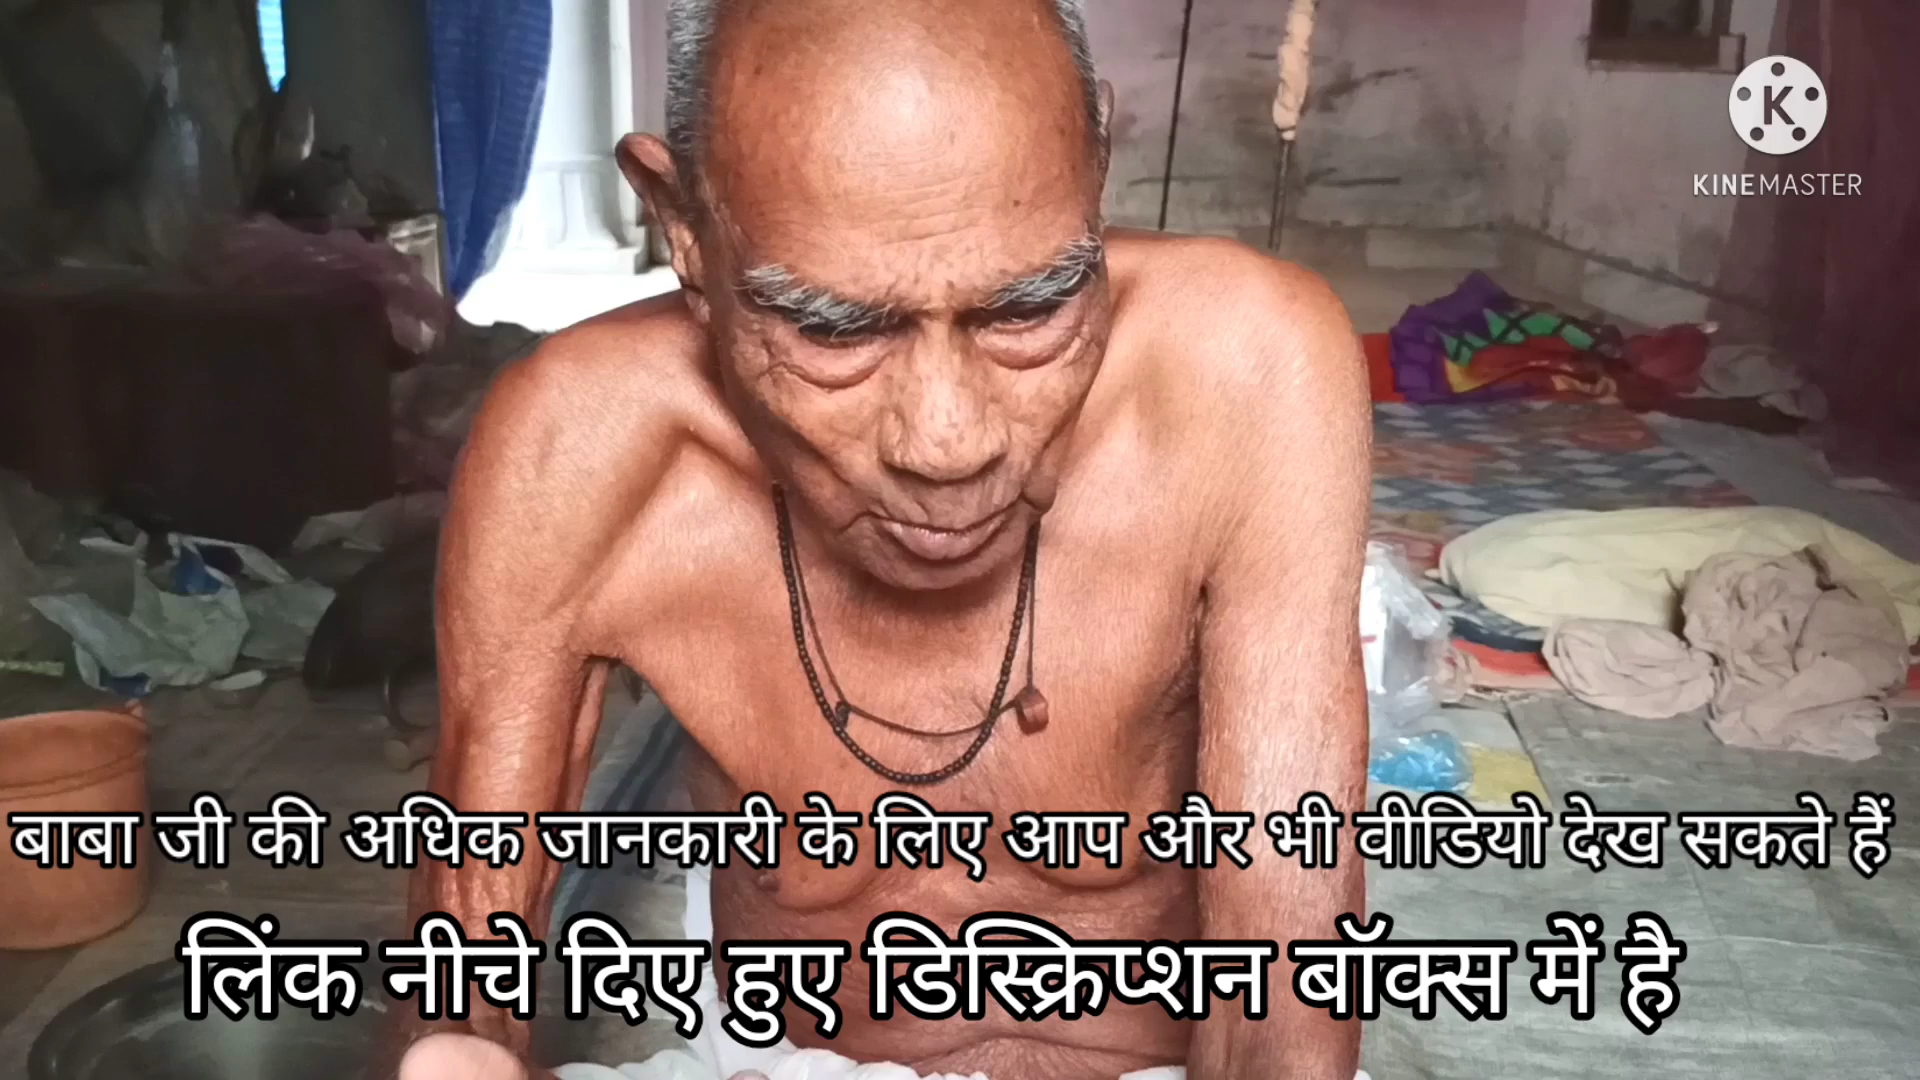 K
KINEMASTER
बाबा जी की अधिक जानकारी के लिए आप और भी वीडियो देख सकते हैं
लिंक नीचे दिए हुए डिस्क्रिप्शन बॉक्स में है